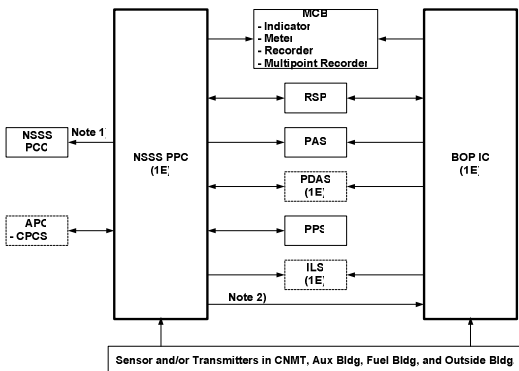 MCB
- Indicator
- Meter
- Recorder
- Multipoint Recorder
RSP
NSSS
PCC
Note 1)
NSSS PPC
(1E)
PAS
BOP IC
(1E)
PDAS
(1E)
APC
- CPCS
PPS
ILS
(1E)
Note 2)
Sensor and/or Transmitters in CNMT, Aux Bldg, Fuel Bldg, and Outside Bldg